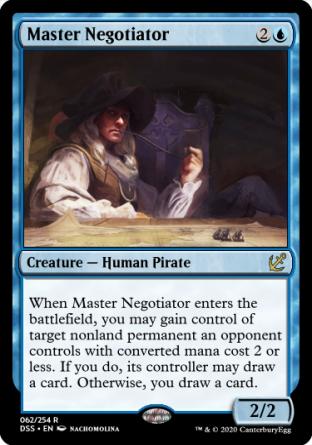 Master Negotiator 2
Creature — Human Pirate
When Master Negotiator enters the
battlefield, you may gain control of
target nonland permanent an opponent
controls with converted mana cost 2 or
less. If you do, its controller may draw
a card. Otherwise, you draw a card.
2/2
062/254 R
DSS • EN NACHOMOLINA
™ & © 2020 CanterburyEgg